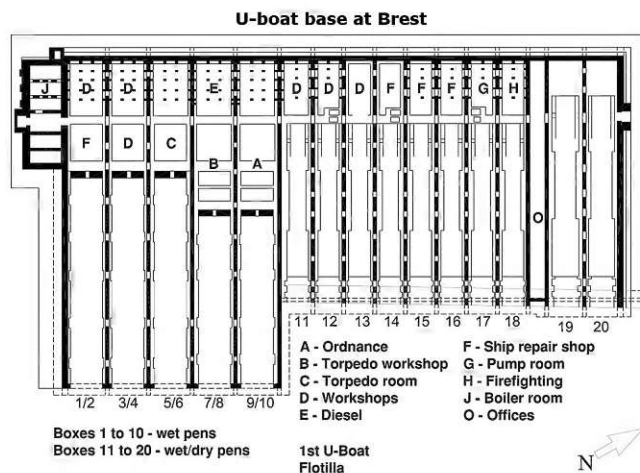 U-boat base at Brest
J D D E D D D F F F G H
F D C B A O
11 12 13 14 15 16 17 18 19 20
1/2 3/4 5/6 7/8 9/10
A - Ordnance
B - Torpedo workshop
C - Torpedo room
D - Workshops
E - Diesel
F - Ship repair shop
G - Pump room
H - Firefighting
J - Boiler room
O - Offices
Boxes 1 to 10 - wet pens
Boxes 11 to 20 - wet/dry pens
1st U-Boat
Flotilla
N